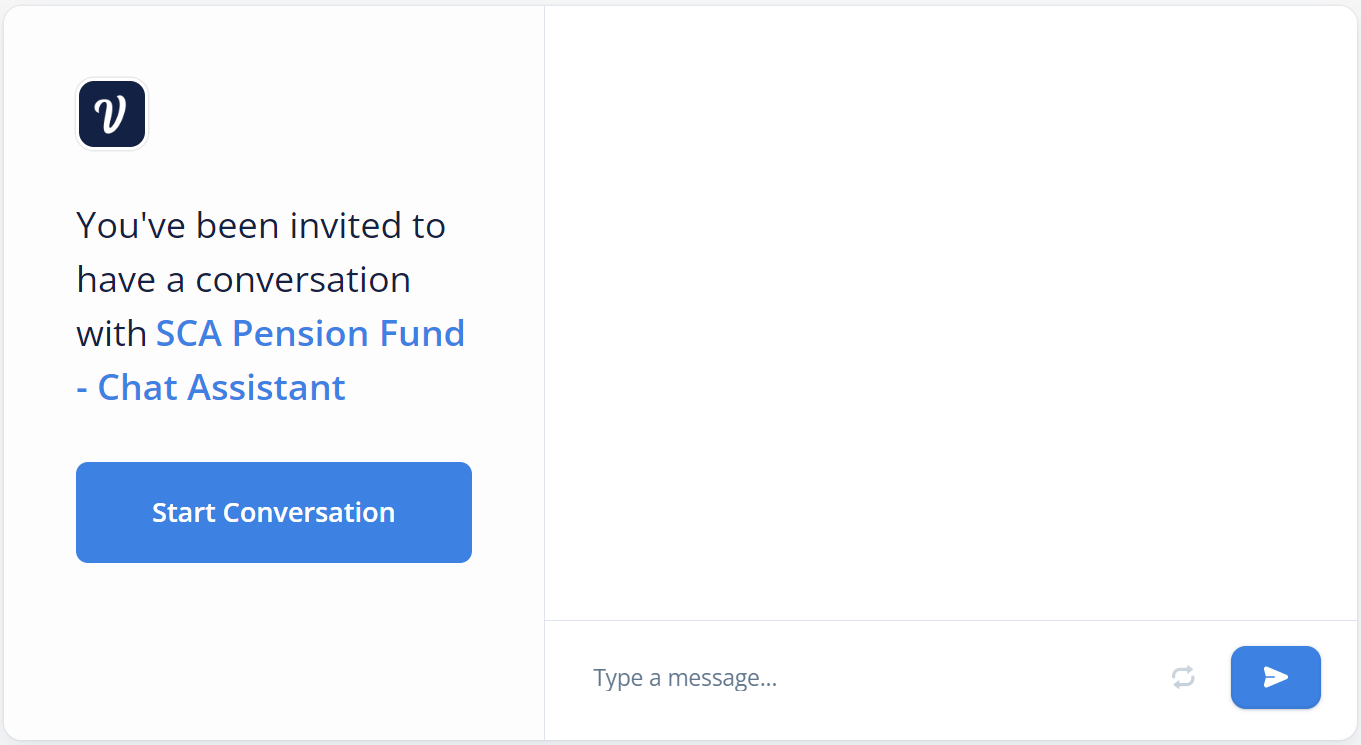 V
You've been invited to
have a conversation
with SCA Pension Fund
- Chat Assistant
Start Conversation
Type a message...